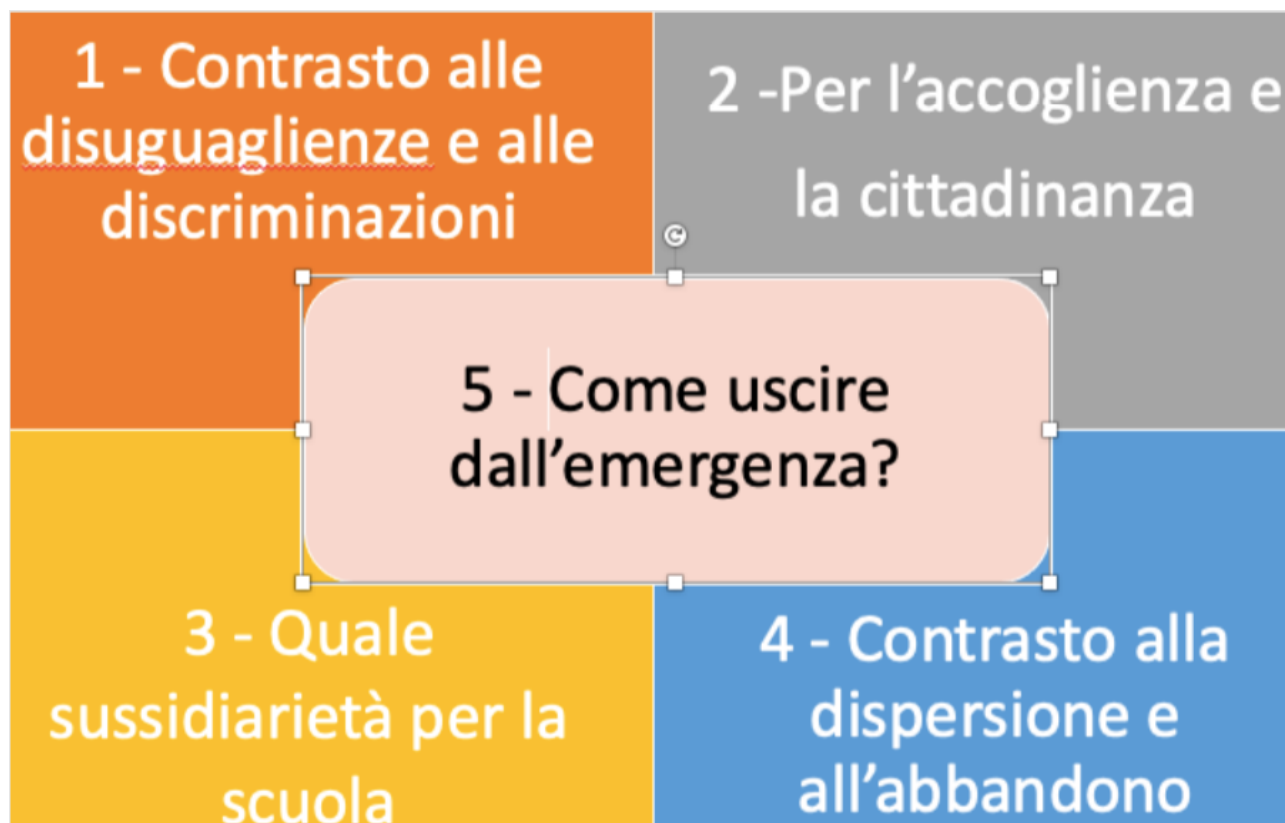 1 - Contrasto alle
disuguaglienze e alle
discriminazioni
2 -Per l’accoglienza e
la cittadinanza
5 - Come uscire
dall’emergenza?
3 - Quale
sussidiarietà per la
scuola
4 - Contrasto alla
dispersione e
all’abbandono